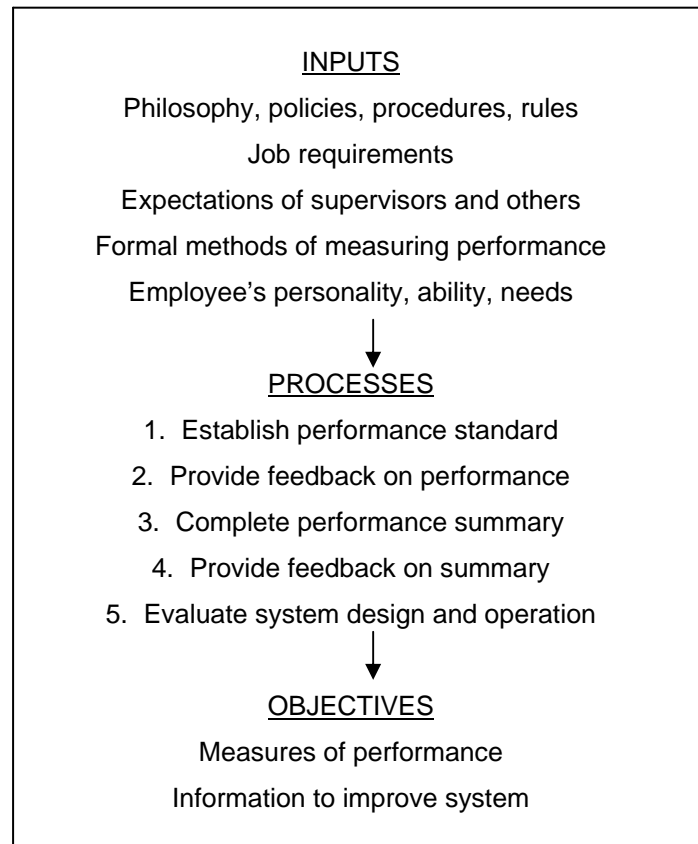 INPUTS
Philosophy, policies, procedures, rules
Job requirements
Expectations of supervisors and others
Formal methods of measuring performance
Employee’s personality, ability, needs
PROCESSES
1. Establish performance standard
2. Provide feedback on performance
3. Complete performance summary
4. Provide feedback on summary
5. Evaluate system design and operation
OBJECTIVES
Measures of performance
Information to improve system